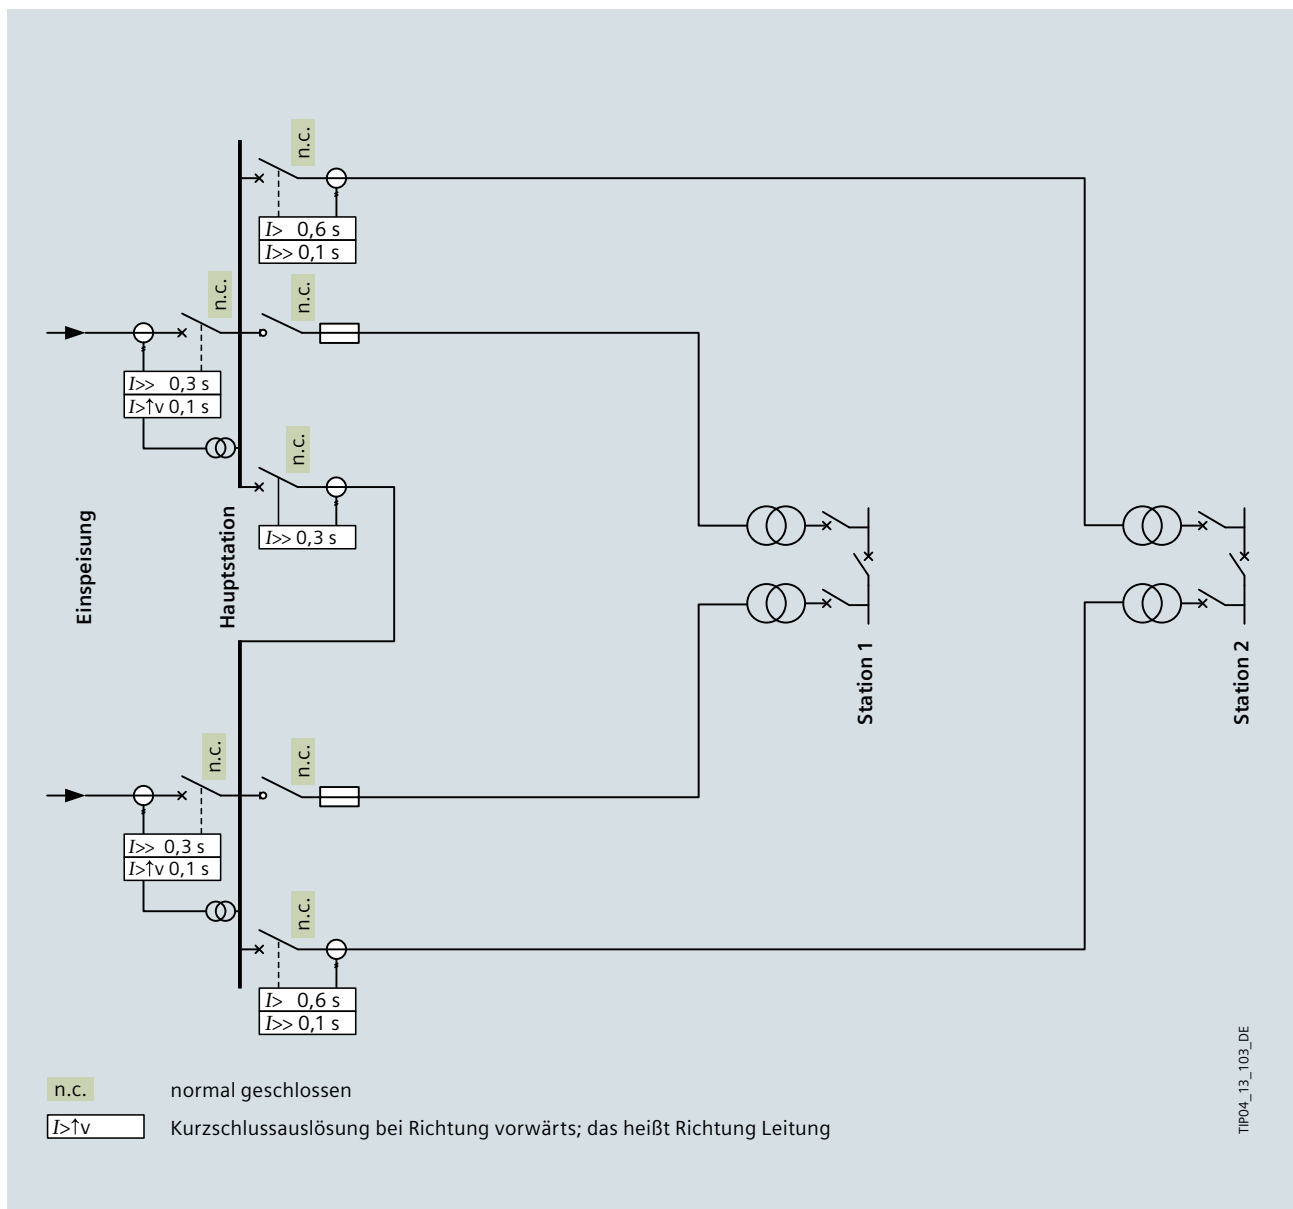 n.c.
I> 0,6 s
I>> 0,1 s
n.c.
n.c.
I>> 0,3 s
I>↑v 0,1 s
n.c.
I>> 0,3 s
Einspeisung
Hauptstation
Station 1
Station 2
n.c.
n.c.
I>> 0,3 s
I>↑v 0,1 s
n.c.
I> 0,6 s
I>> 0,1 s
n.c. normal geschlossen
I>↑v Kurzschlussauslösung bei Richtung vorwärts; das heißt Richtung Leitung
TIP04_13_103_DE